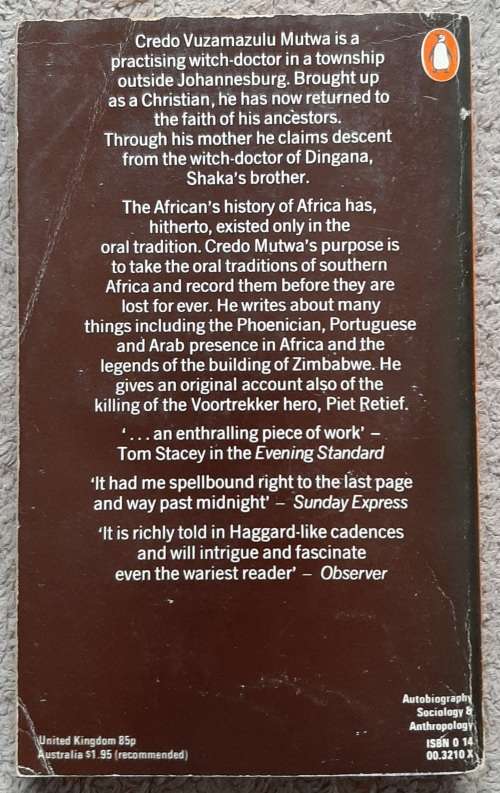 Credo Vuzamazulu Mutwa is a
practising witch-doctor in a township
outside Johannesburg. Brought up
as a Christian, he has now returned to
the faith of his ancestors.
Through his mother he claims descent
from the witch-doctor of Dingana,
Shaka's brother.
The African's history of Africa has,
hitherto, existed only in the
oral tradition. Credo Mutwa's purpose is
to take the oral traditions of southern
Africa and record them before they are
lost for ever. He writes about many
things including the Phoenician, Portuguese
and Arab presence in Africa and the
legends of the building of Zimbabwe. He
gives an original account also of the
killing of the Voortrekker hero, Piet Retief.
'... an enthralling piece of work' –
Tom Stacey in the Evening Standard
'It had me spellbound right to the last page
and way past midnight' – Sunday Express
'It is richly told in Haggard-like cadences
and will intrigue and fascinate
even the wariest reader' – Observer
United Kingdom 85p
Australia $1.95 (recommended)
Autobiography
Sociology &
Anthropology
ISBN 0 14
00.3210 X